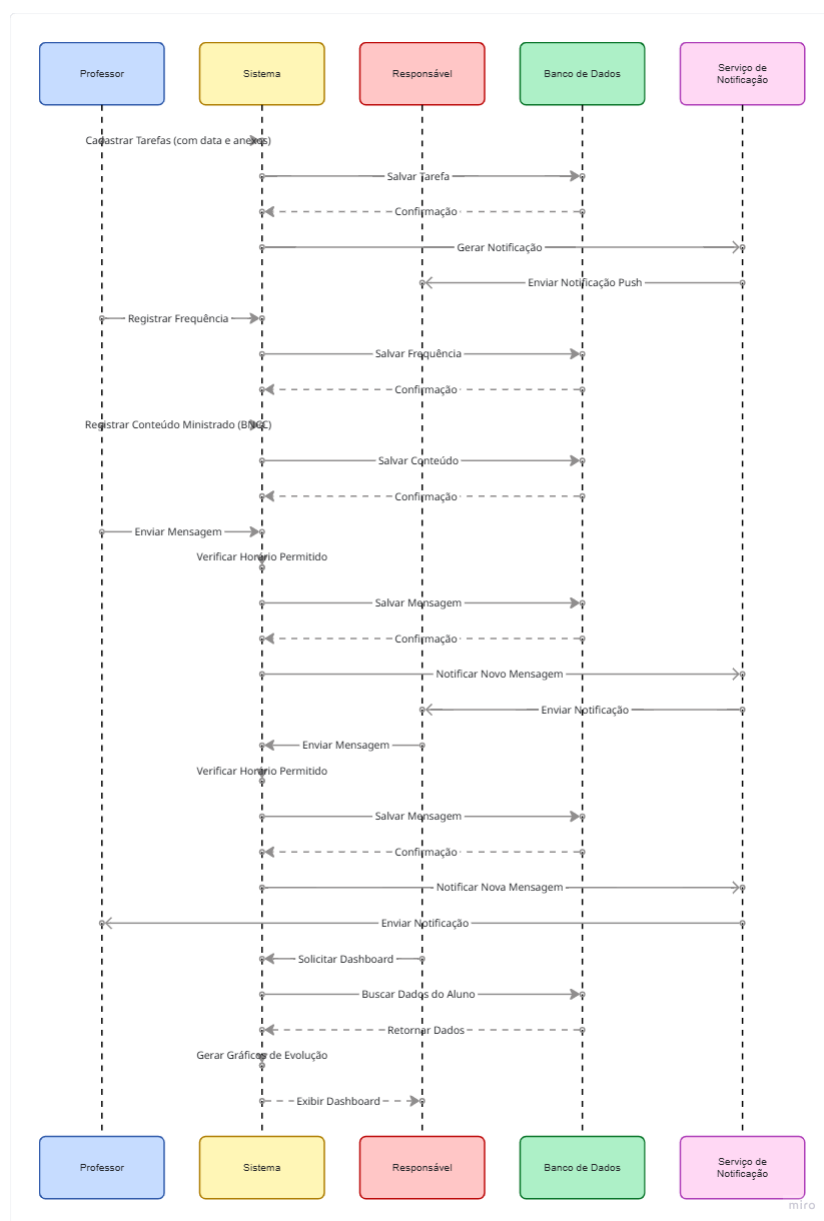 Professor
Sistema
Responsável
Banco de Dados
Serviço de
Notificação
Cadastrar Tarefas (com data e anexos)
Salvar Tarefa
Confirmação
Gerar Notificação
Enviar Notificação Push
Registrar Frequência
Salvar Frequência
Confirmação
Registrar Conteúdo Ministrado (BNCC)
Salvar Conteúdo
Confirmação
Enviar Mensagem
Verificar Horário Permitido
Salvar Mensagem
Confirmação
Notificar Novo Mensagem
Enviar Notificação
Enviar Mensagem
Verificar Horário Permitido
Salvar Mensagem
Confirmação
Notificar Nova Mensagem
Enviar Notificação
Solicitar Dashboard
Buscar Dados do Aluno
Retornar Dados
Gerar Gráficos de Evolução
Exibir Dashboard
Professor
Sistema
Responsável
Banco de Dados
Serviço de
Notificação
miro